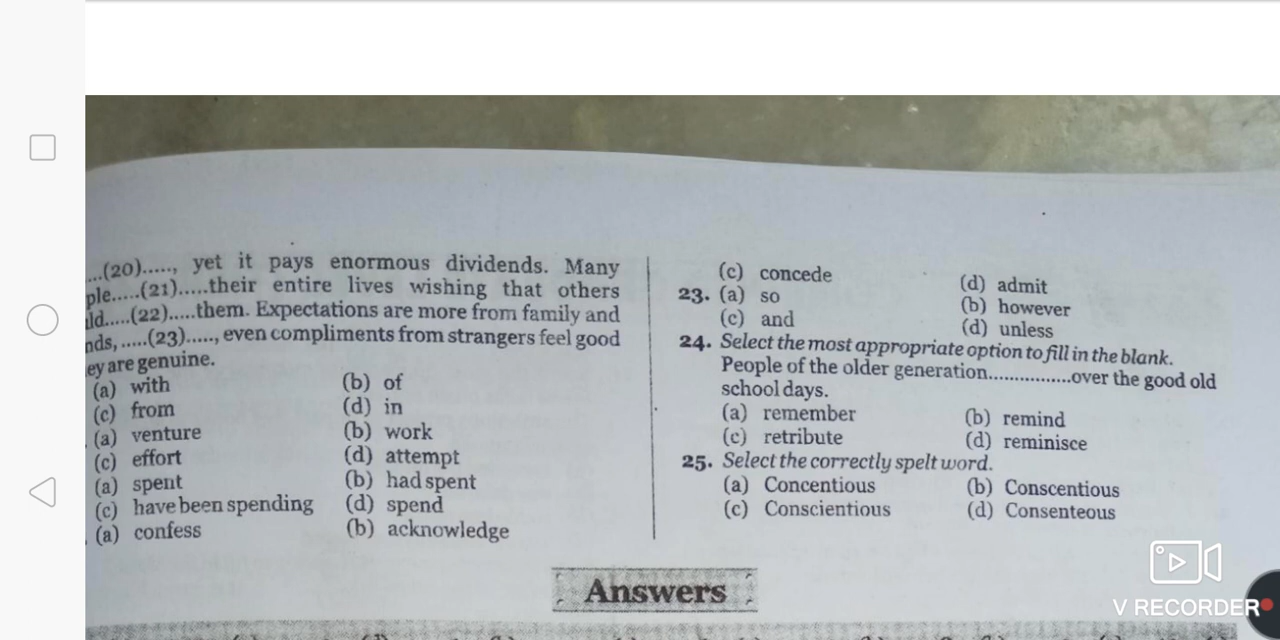 ...(20)....., yet it pays enormous dividends. Many
ple.....(21).....their entire lives wishing that others
ld.....(22).....them. Expectations are more from family and
nds, .....(23)....., even compliments from strangers feel good
ey are genuine.
(a) with (b) of
(c) from (d) in
(a) venture (b) work
(c) effort (d) attempt
(a) spent (b) had spent
(c) have been spending (d) spend
(a) confess (b) acknowledge
(c) concede (d) admit
23. (a) so (b) however
(c) and (d) unless
24. Select the most appropriate option to fill in the blank.
People of the older generation................over the good old
school days.
(a) remember (b) remind
(c) retribute (d) reminisce
25. Select the correctly spelt word.
(a) Concentious (b) Conscentious
(c) Conscientious (d) Consenteous
Answers
V RECORDER